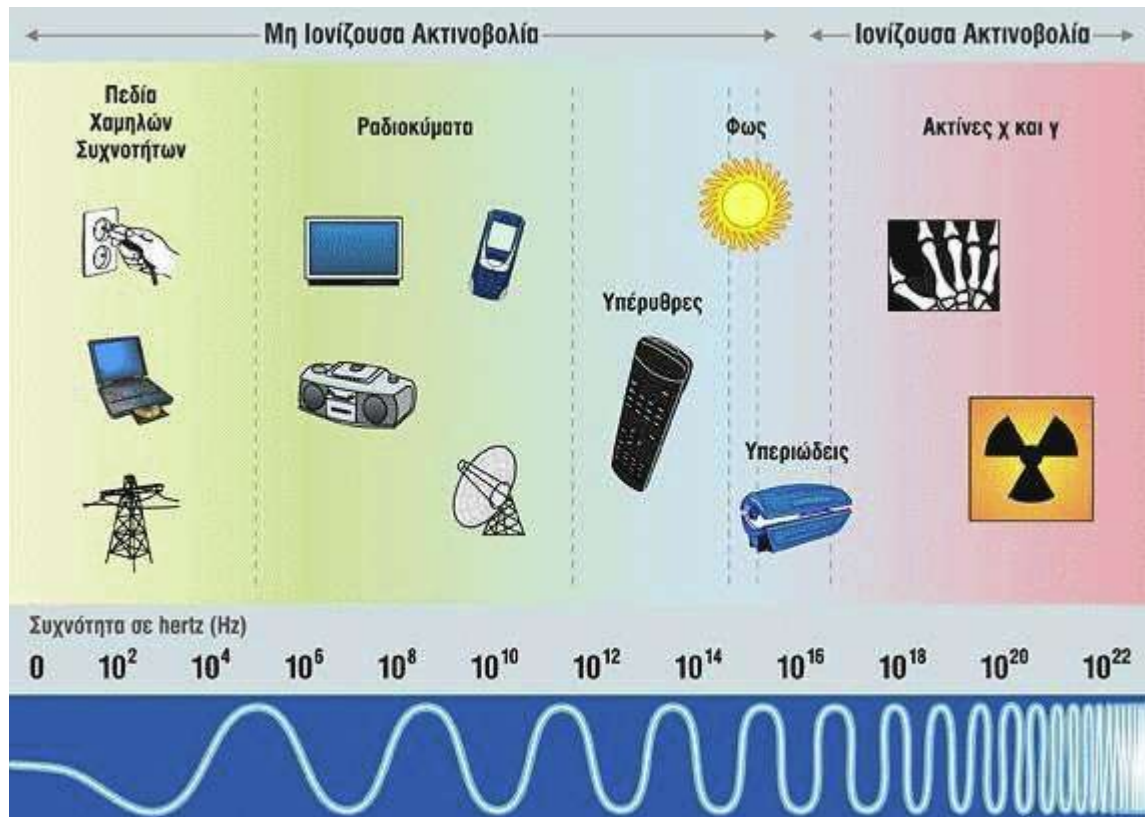 Μη Ιονίζουσα Ακτινοβολία
Ιονίζουσα Ακτινοβολία
Πεδία
Χαμηλών
Συχνοτήτων
Ραδιοκύματα
Φως
Ακτίνες χ και γ
Υπέρυθρες
Υπεριώδεις
Συχνότητα σε hertz (Hz)
0 10² 10⁴ 10⁶ 10⁸ 10¹⁰ 10¹² 10¹⁴ 10¹⁶ 10¹⁸ 10²⁰ 10²²